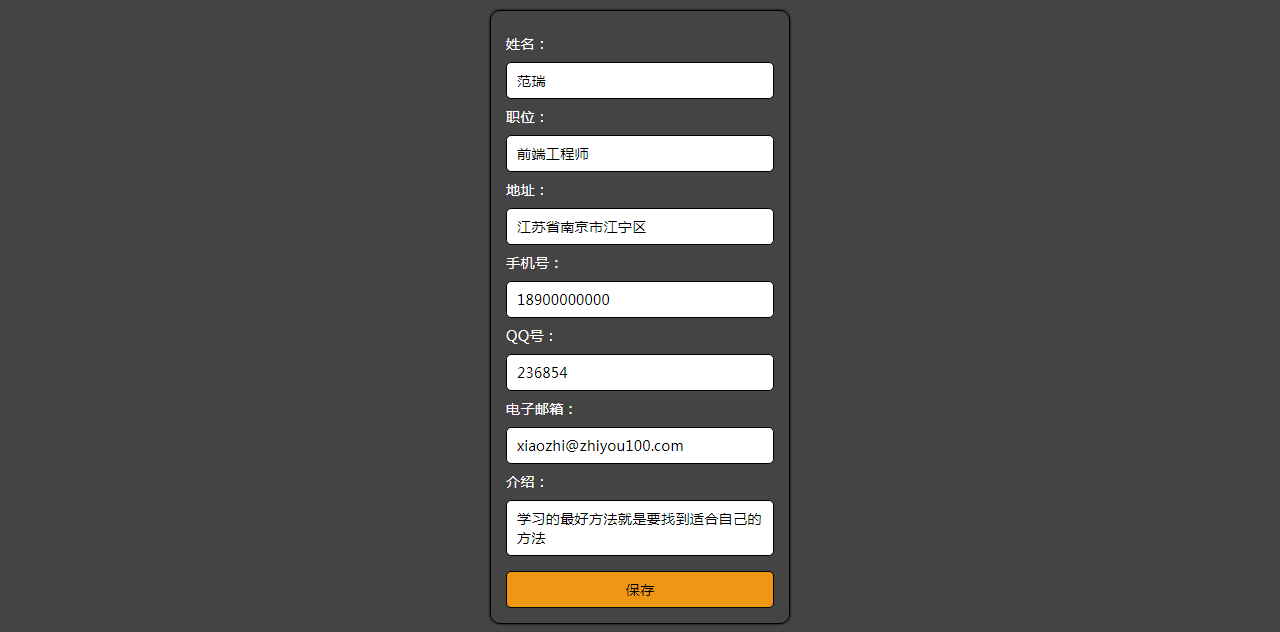 姓名：
范瑞
职位：
前端工程师
地址：
江苏省南京市江宁区
手机号：
18900000000
QQ号：
236854
电子邮箱：
xiaozhi@zhiyou100.com
介绍：
学习的最好方法就是要找到适合自己的
方法
保存